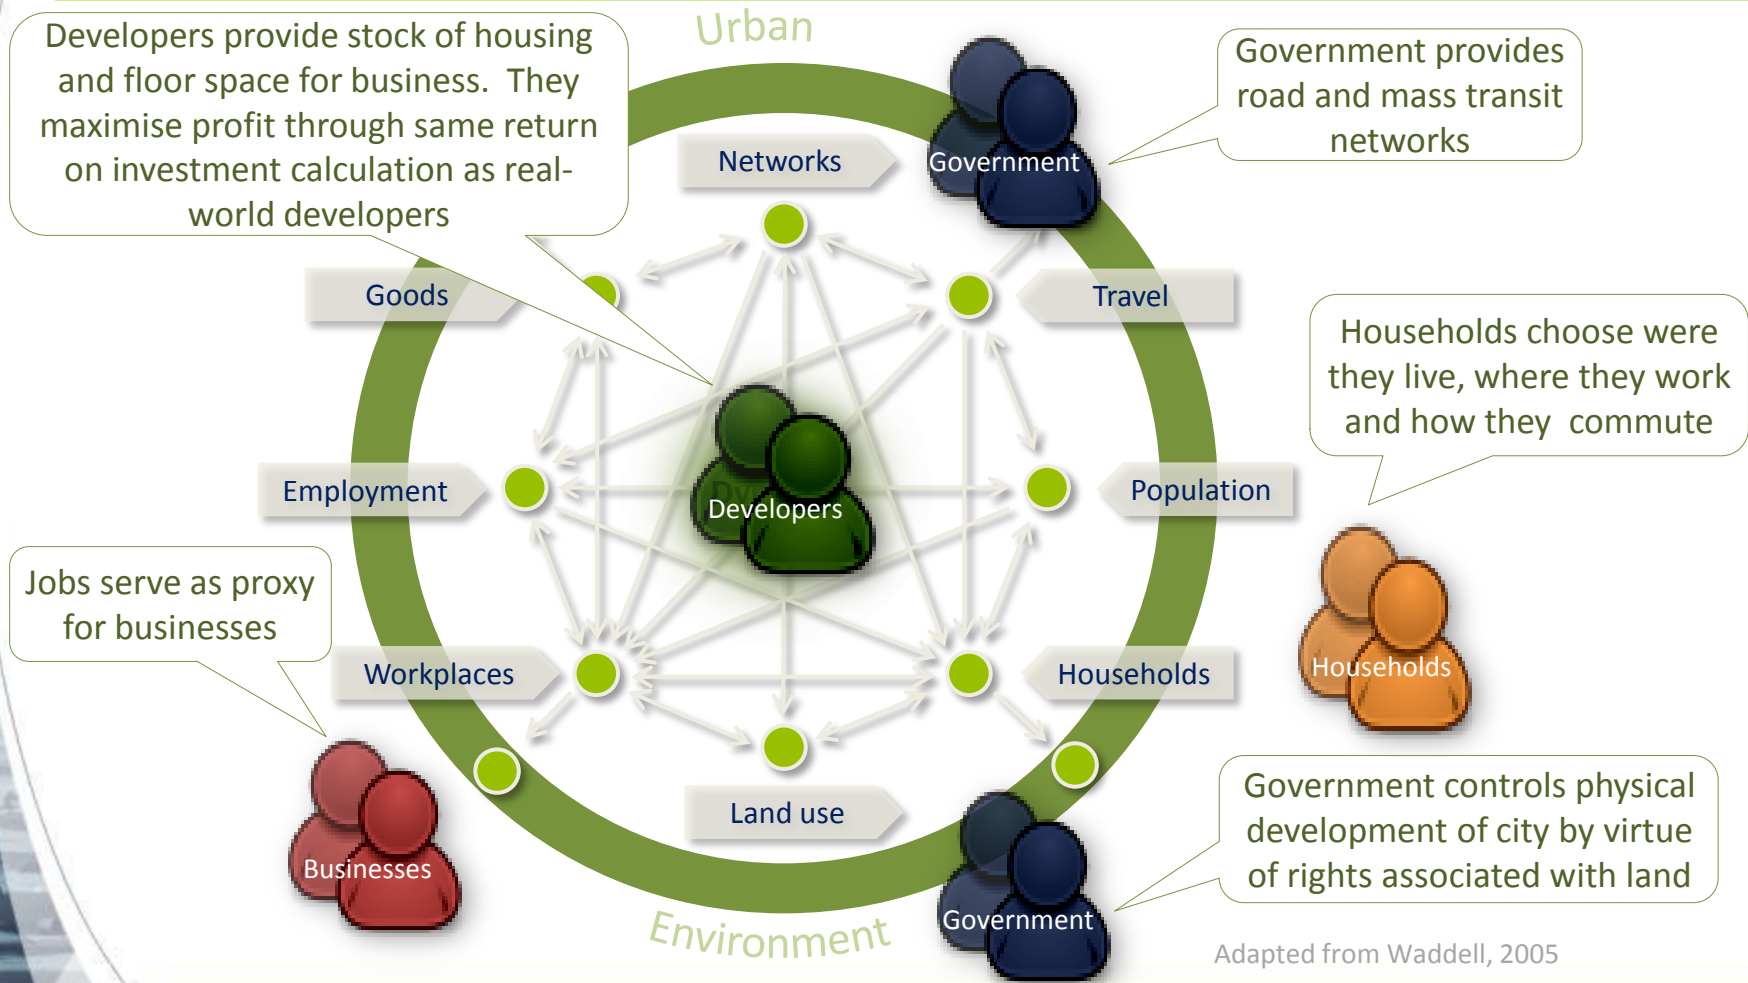 Urban
Developers provide stock of housing
and floor space for business. They
maximise profit through same return
on investment calculation as real-
world developers
Government provides
road and mass transit
networks
Networks
Government
Goods
Travel
Households choose were
they live, where they work
and how they commute
Employment
Developers
Population
Jobs serve as proxy
for businesses
Workplaces
Households
Households
Land use
Government controls physical
development of city by virtue
of rights associated with land
Businesses
Government
Environment
Adapted from Waddell, 2005